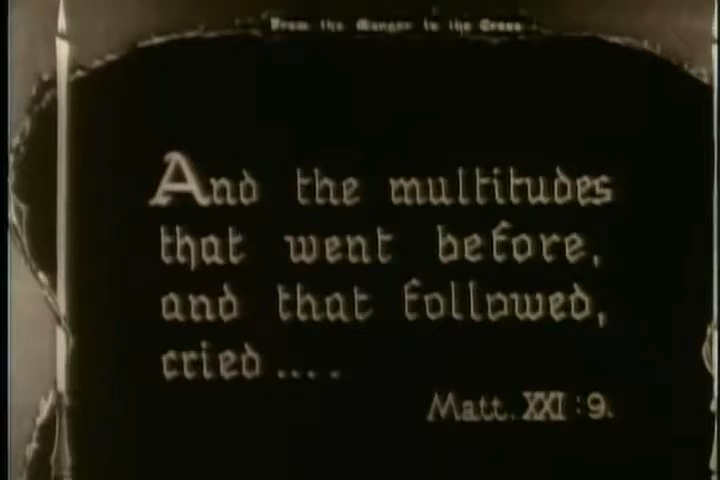 From the Manger to the Cross
And the multitudes
that went before,
and that followed,
cried ....
Matt. XXI : 9.